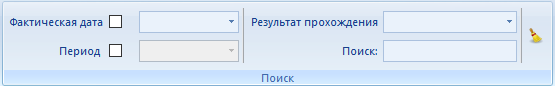 Фактическая дата
Результат прохождения
Период
Поиск:
Поиск